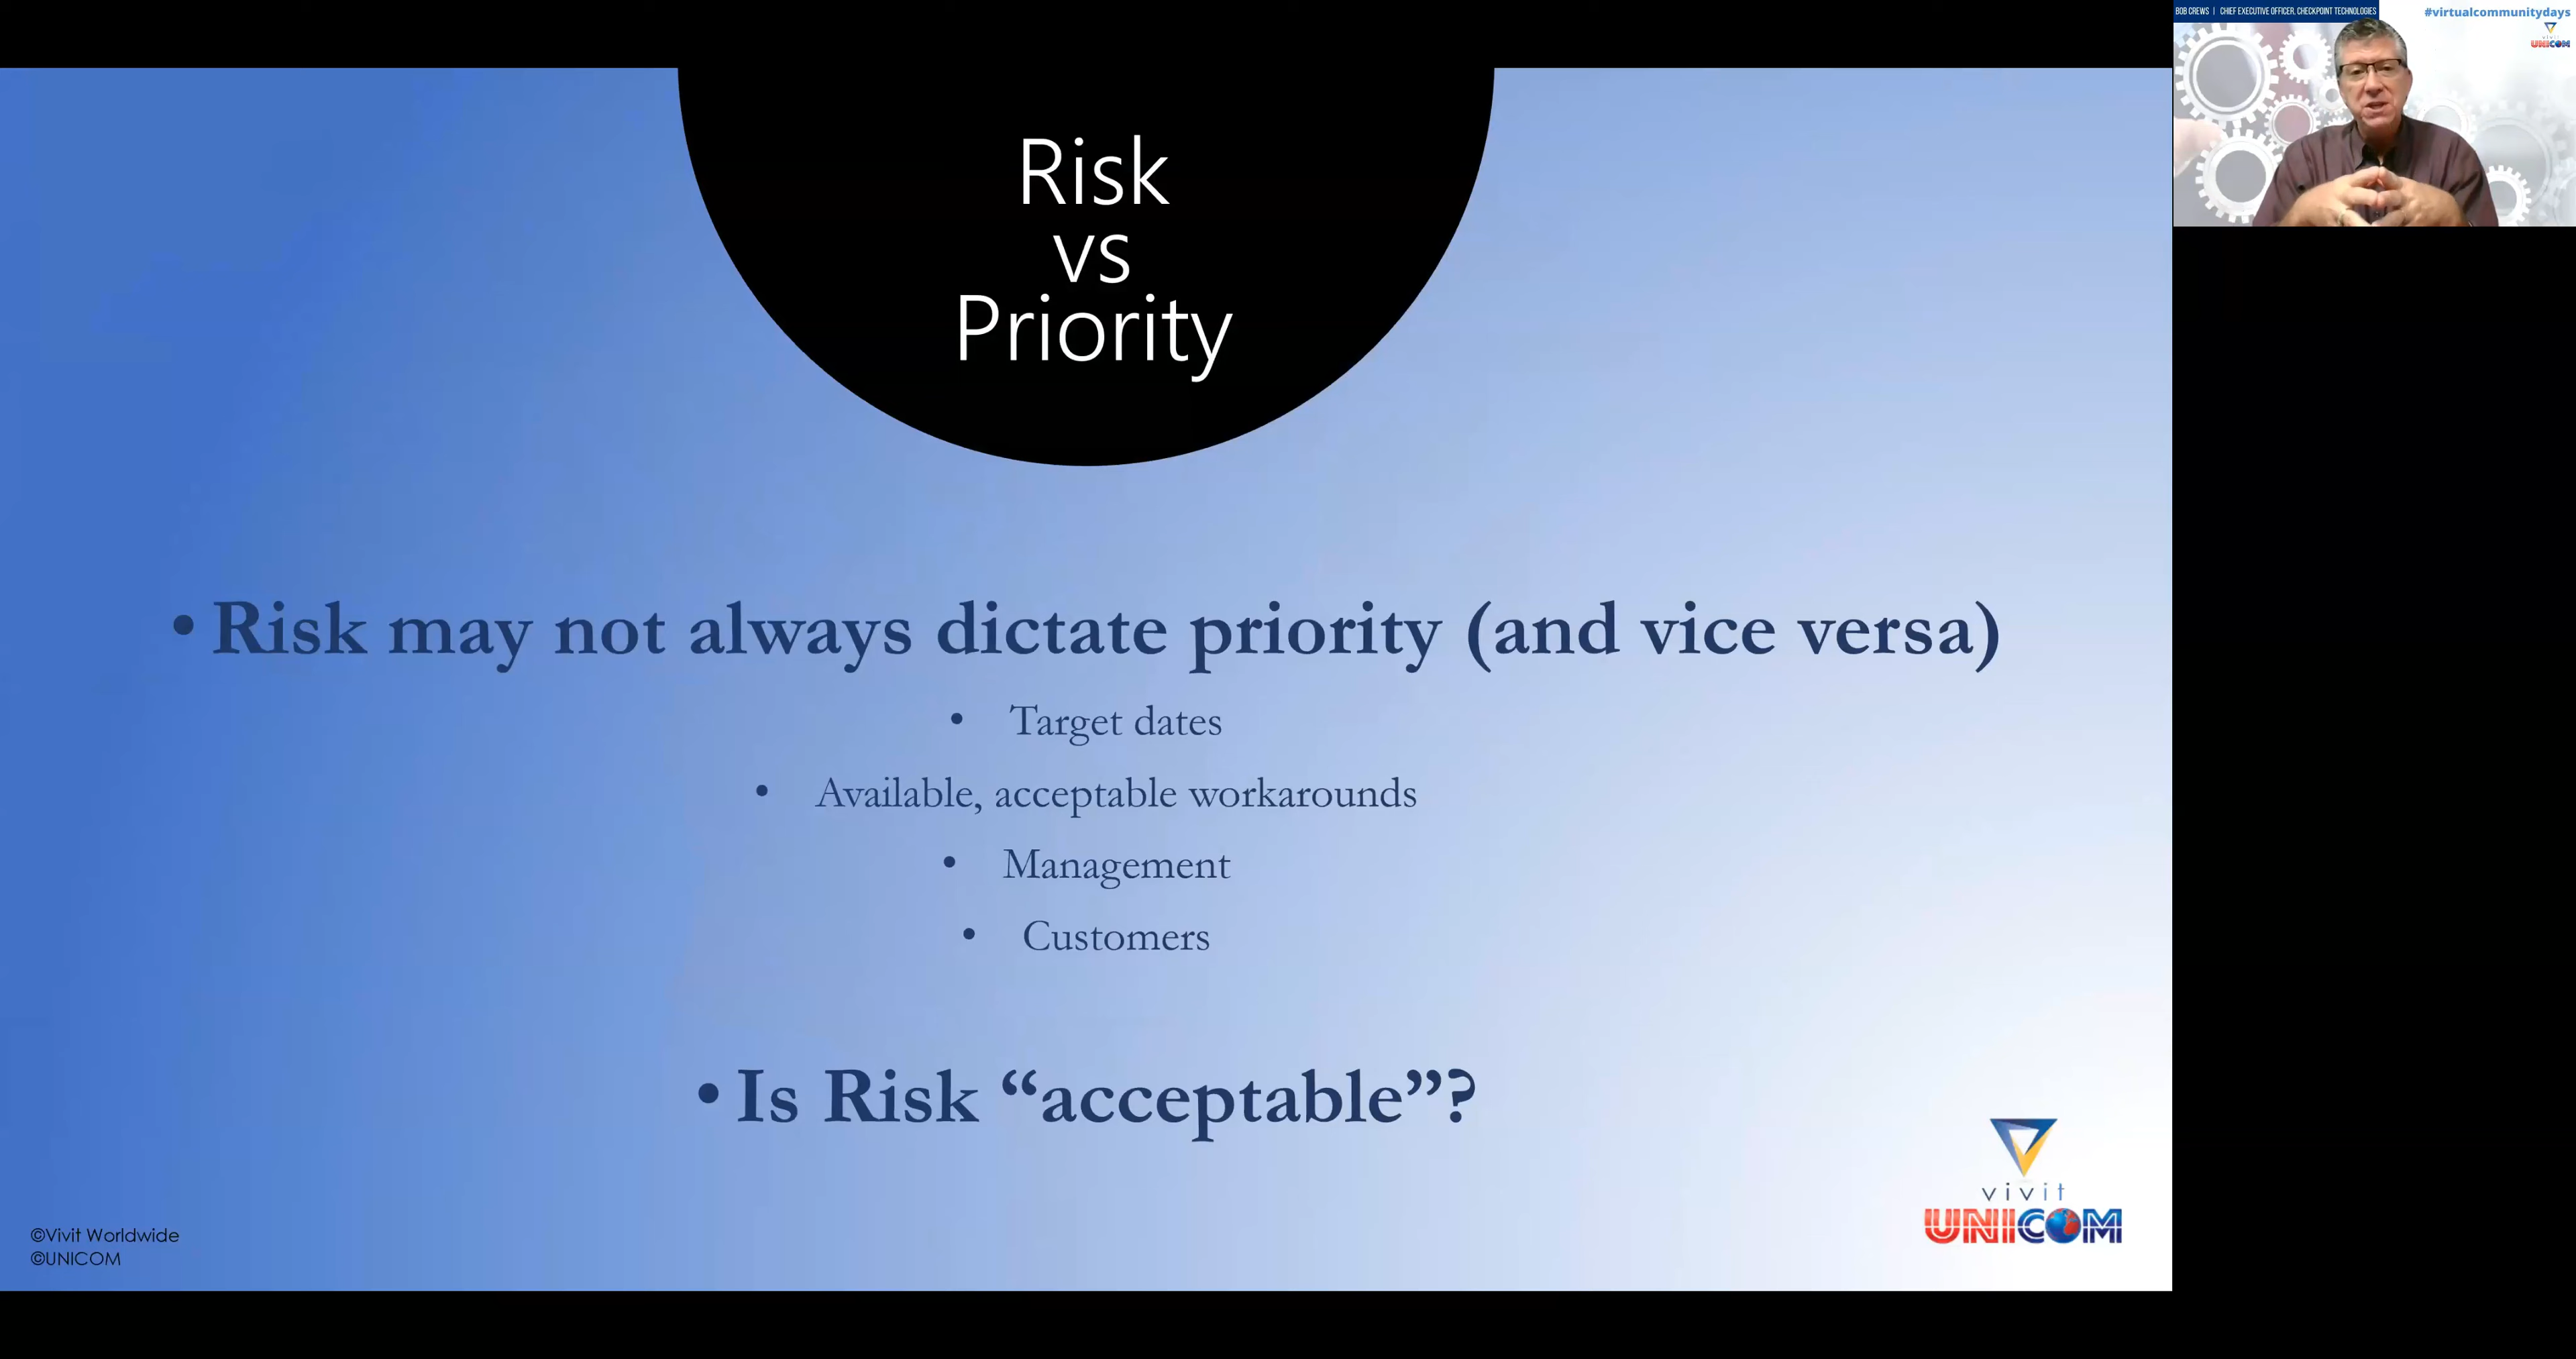 BOB CREWS | CHIEF EXECUTIVE OFFICER, CHECKPOINT TECHNOLOGIES
#virtualcommunitydays
UNICOM
Risk
vs
Priority
• Risk may not always dictate priority (and vice versa)
• Target dates
• Available, acceptable workarounds
• Management
• Customers
• Is Risk “acceptable”?
vivit
UNICOM
©Vivit Worldwide
©UNICOM